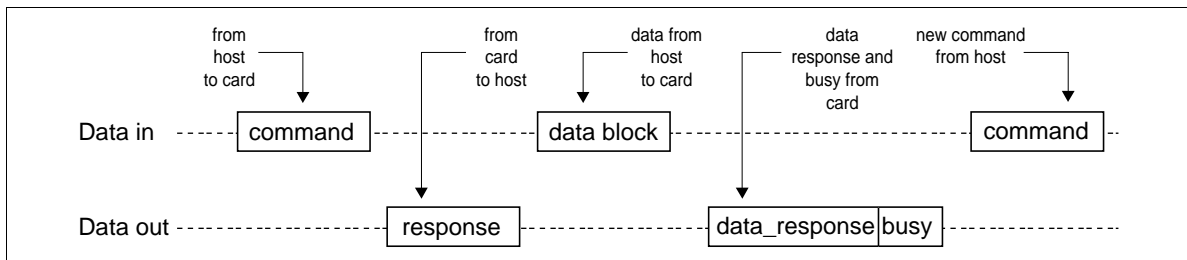 from
host
to card
from
card
to host
data from
host
to card
data
response and
busy from
card
new command
from host
Data in
command
data block
command
Data out
response
data_response
busy